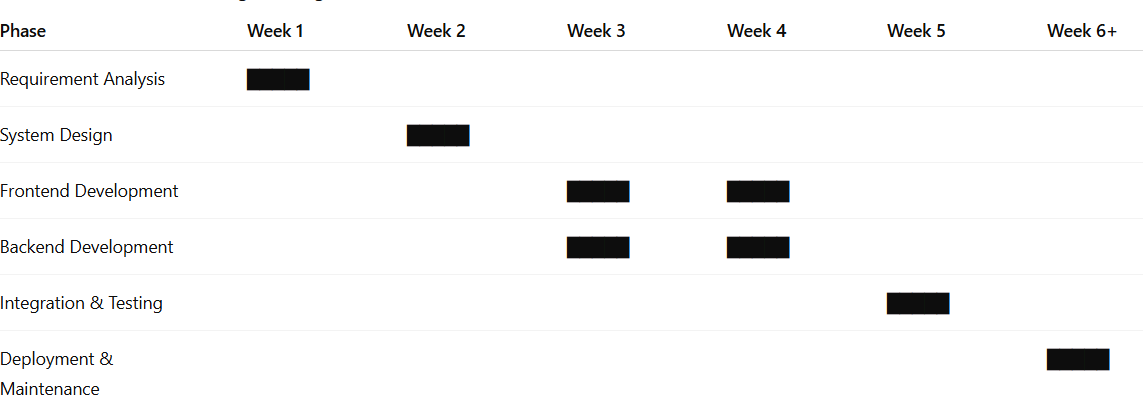 Phase Week 1 Week 2 Week 3 Week 4 Week 5 Week 6+
Requirement Analysis
System Design
Frontend Development
Backend Development
Integration & Testing
Deployment &
Maintenance